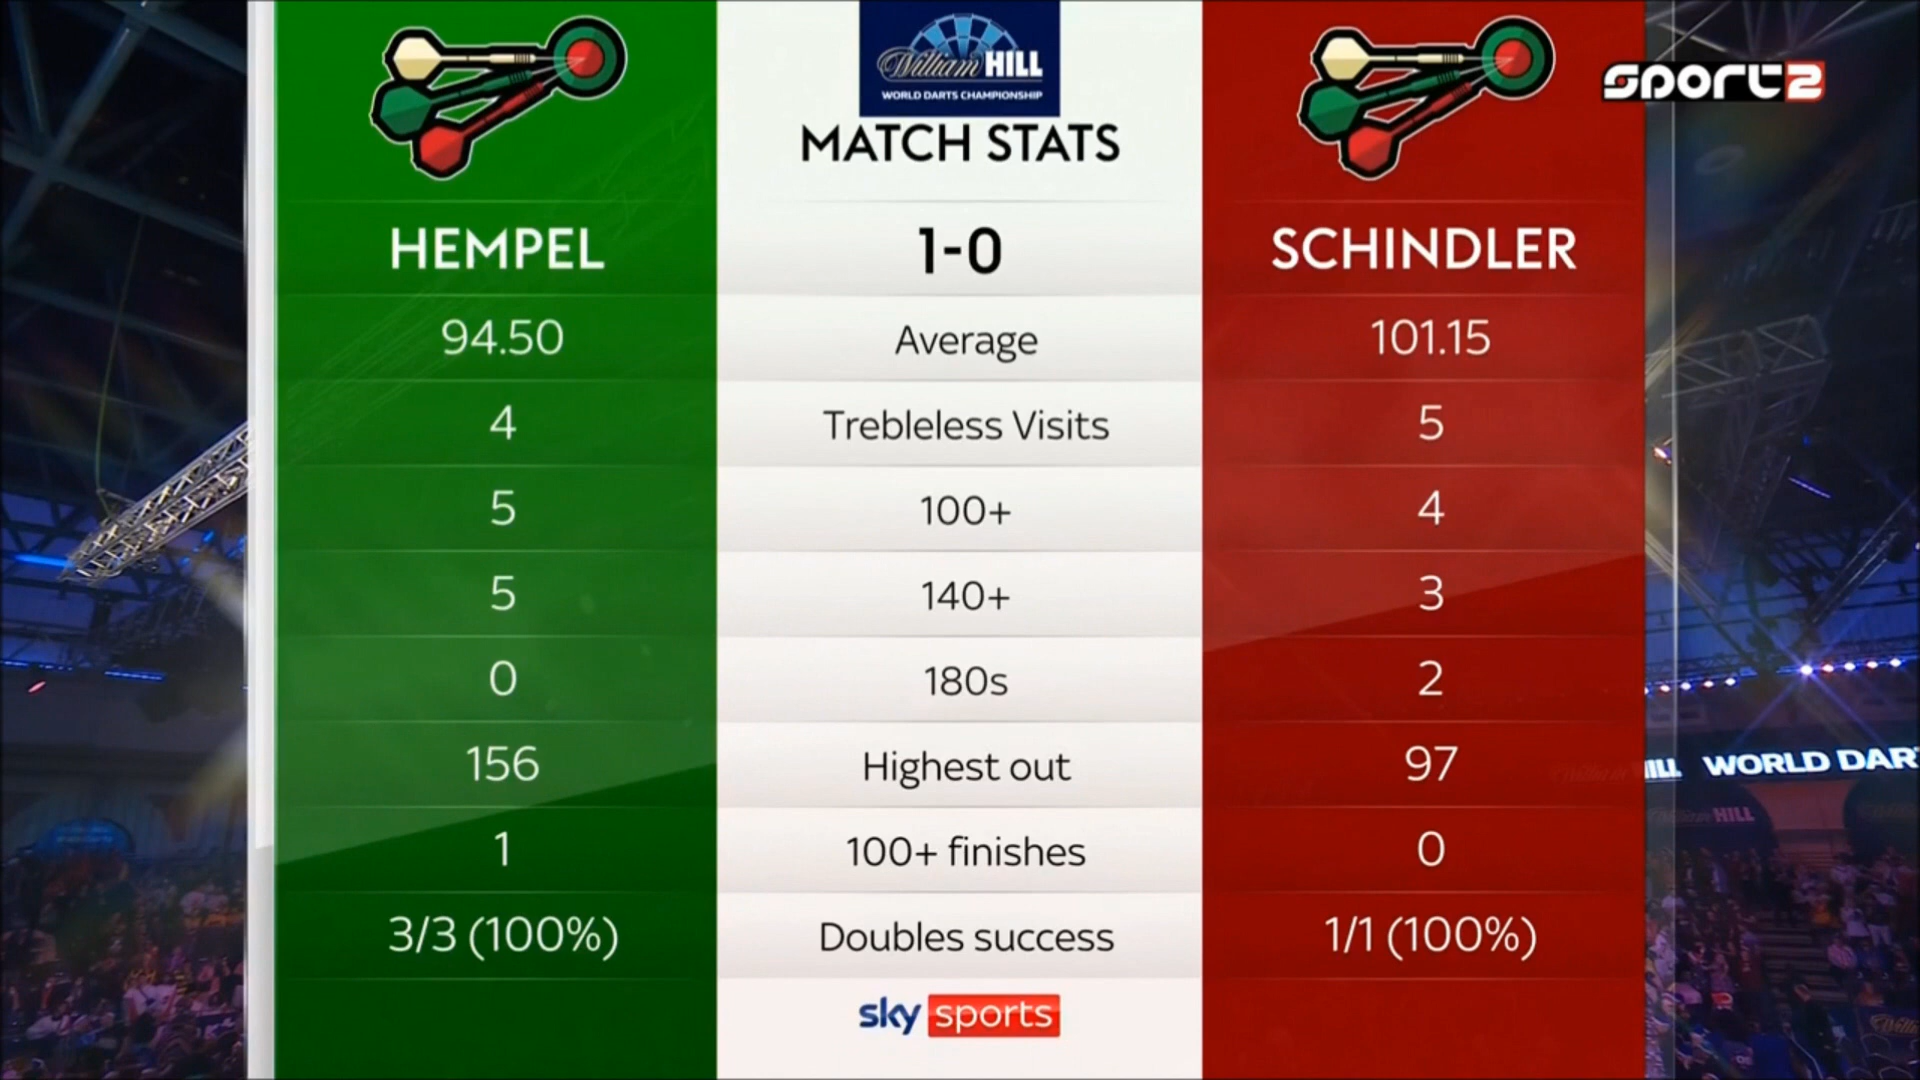 William HILL
WORLD DARTS CHAMPIONSHIP
sport2
MATCH STATS
HEMPEL 1-0 SCHINDLER
94.50 Average 101.15
4 Trebleless Visits 5
5 100+ 4
5 140+ 3
0 180s 2
156 Highest out 97
1 100+ finishes 0
3/3 (100%) Doubles success 1/1 (100%)
sky sports
HILL WORLD DAR
HILL